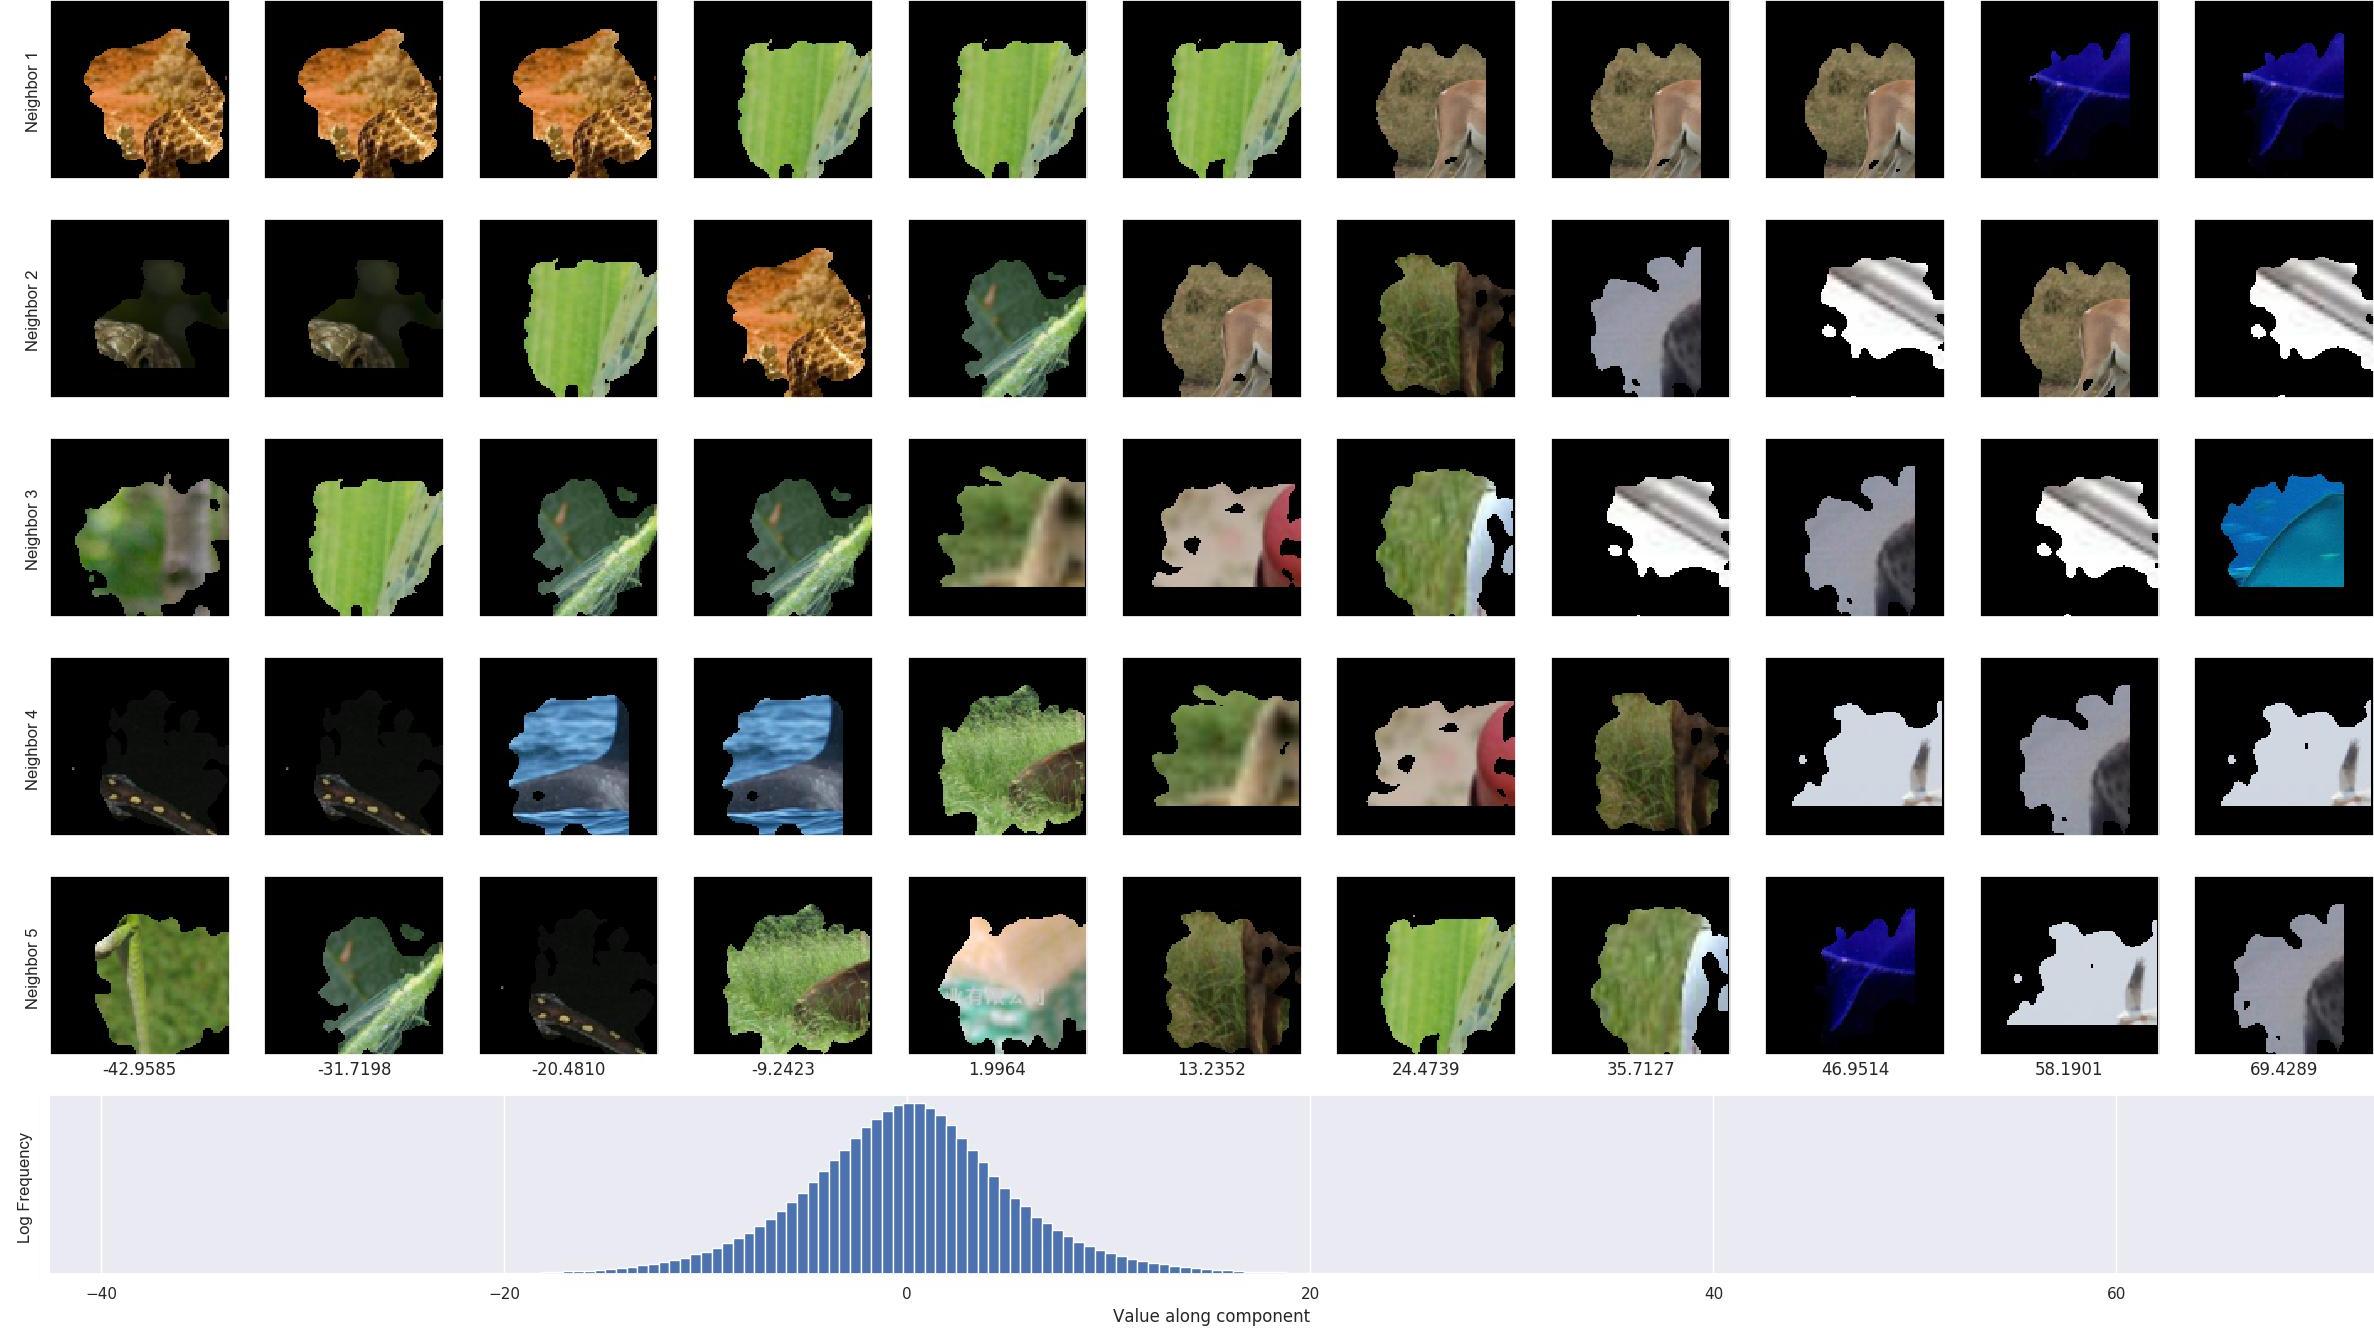 Neighbor 1
Neighbor 2
Neighbor 3
Neighbor 4
Neighbor 5
-42.9585 -31.7198 -20.4810 -9.2423 1.9964 13.2352 24.4739 35.7127 46.9514 58.1901 69.4289
Log Frequency
−40 −20 0 20 40 60
Value along component